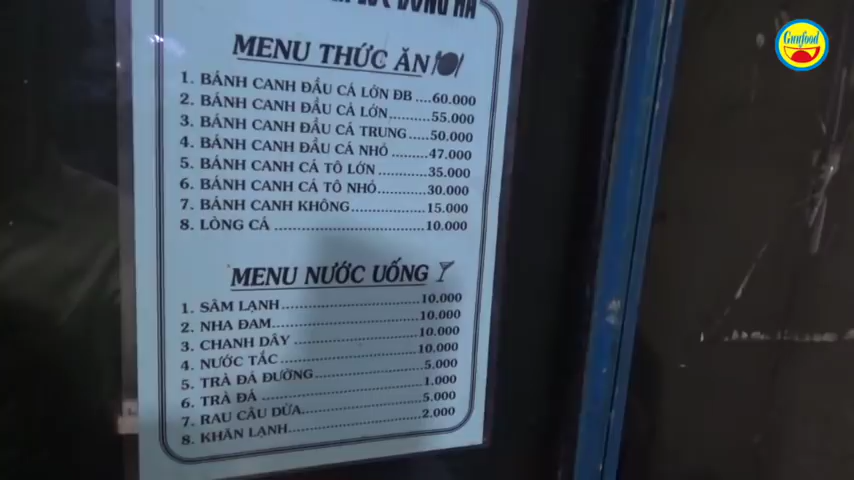 Gunfood
MENU THỨC ĂN
1. BÁNH CANH ĐẦU CÁ LỚN ĐB ....60.000
2. BÁNH CANH ĐẦU CÁ LỚN..........55.000
3. BÁNH CANH ĐẦU CÁ TRUNG.....50.000
4. BÁNH CANH ĐẦU CÁ NHỎ .........47.000
5. BÁNH CANH CÁ TÔ LỚN............35.000
6. BÁNH CANH CÁ TÔ NHỎ...........30.000
7. BÁNH CANH KHÔNG.................15.000
8. LÒNG CÁ ...................................10.000
MENU NƯỚC UỐNG
1. SÂM LẠNH.................................10.000
2. NHA ĐAM...................................10.000
3. CHANH DÂY ..............................10.000
4. NƯỚC TẮC ................................10.000
5. TRÀ ĐÁ ĐƯỜNG..........................5.000
6. TRÀ ĐÁ ......................................1.000
7. RAU CÂU DỪA............................5.000
8. KHĂN LẠNH................................2.000